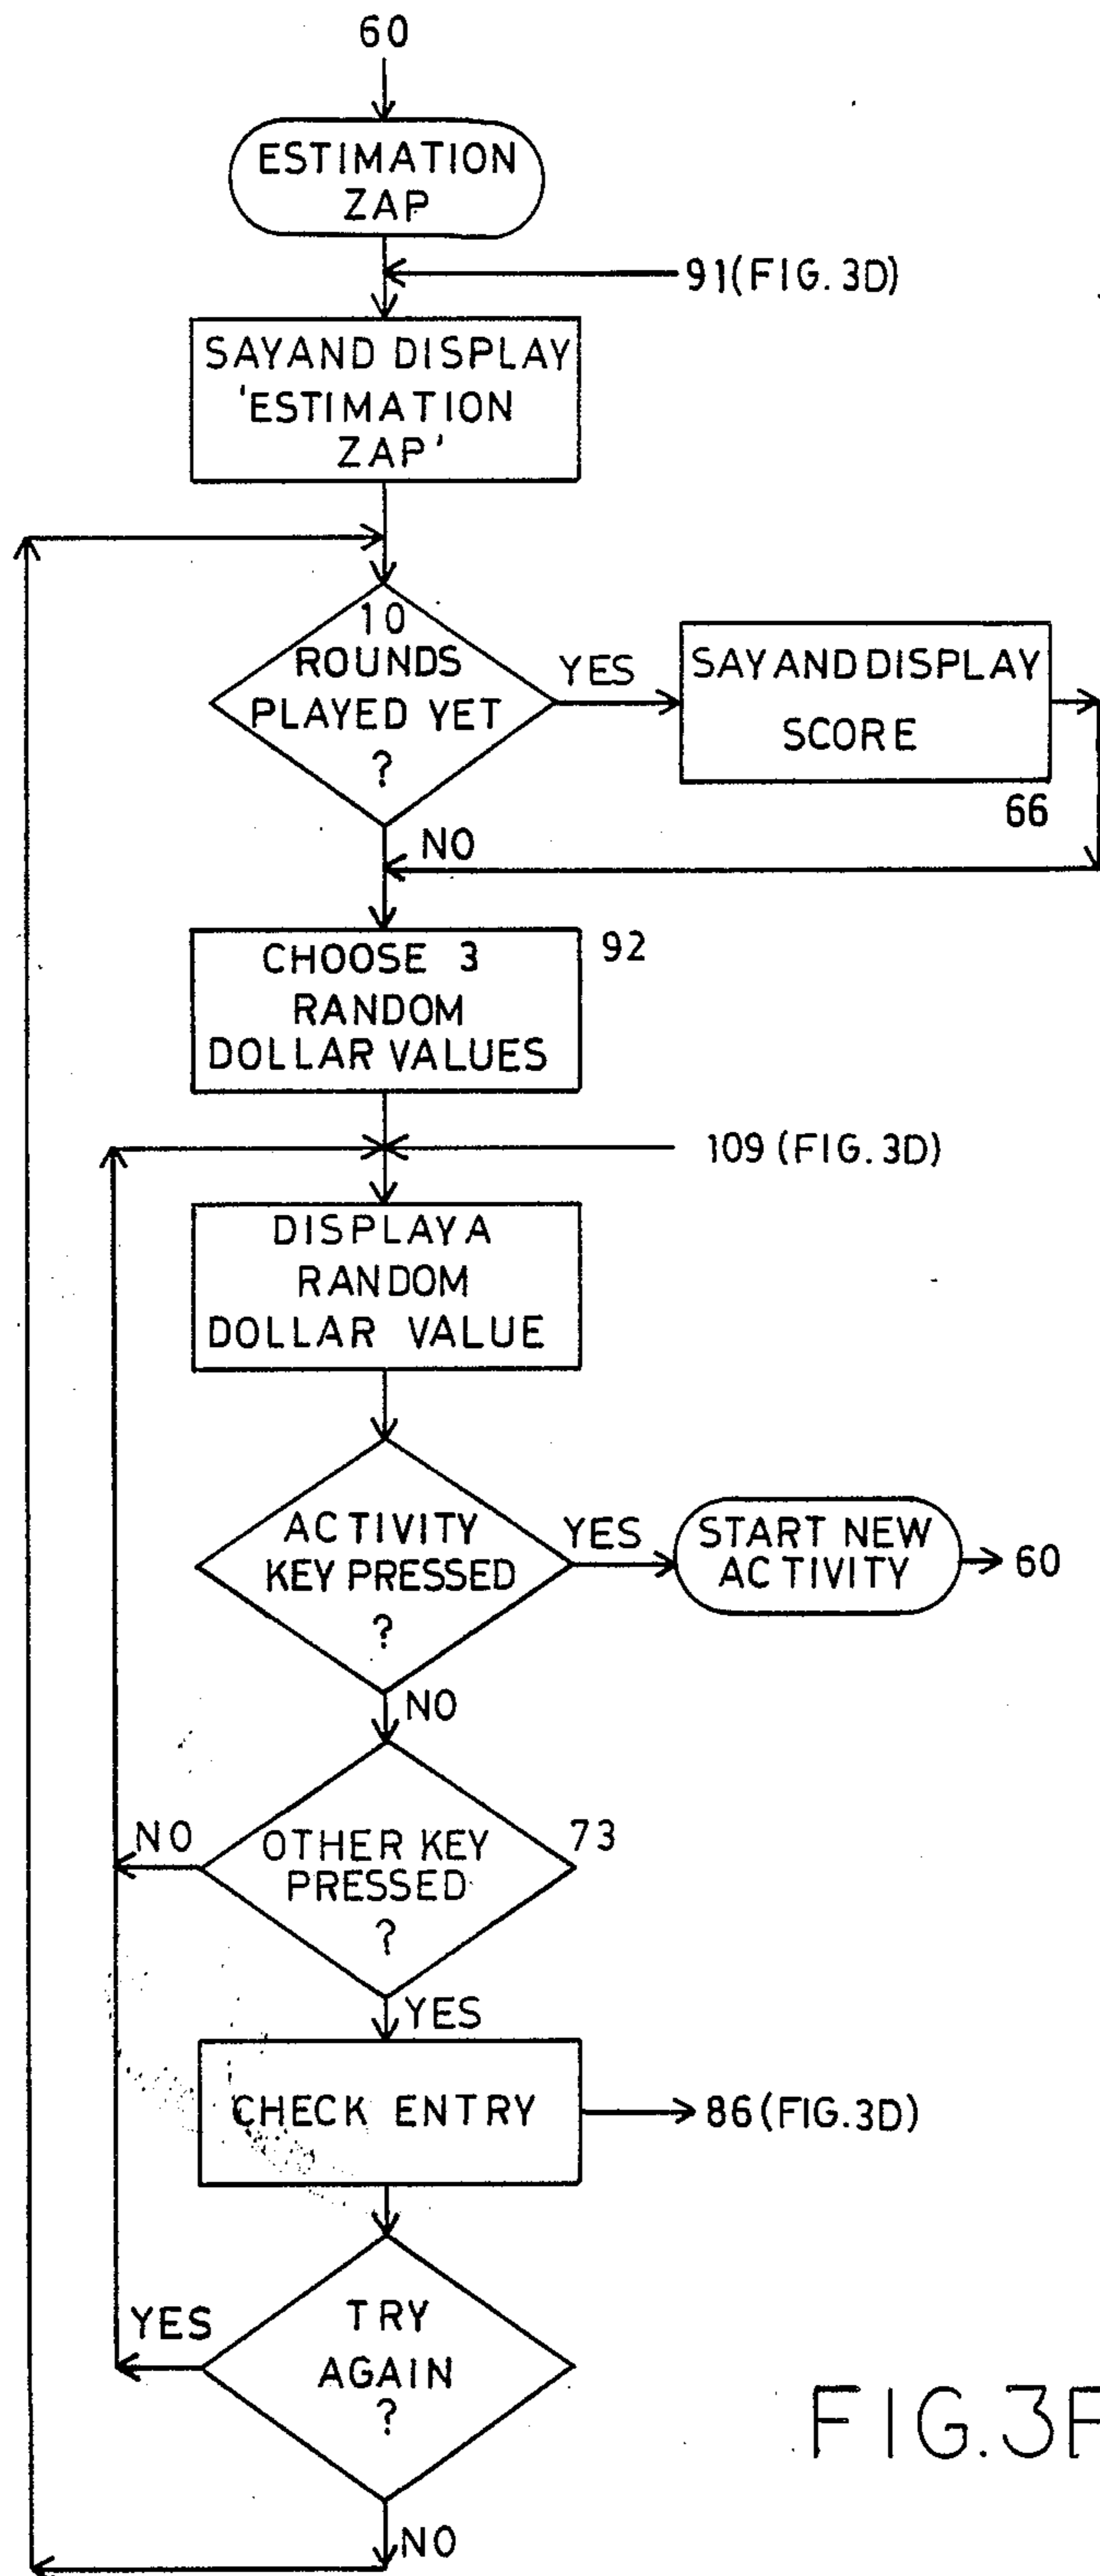 60
ESTIMATION
ZAP
91(FIG. 3D)
SAY AND DISPLAY
'ESTIMATION
ZAP'
10
ROUNDS
PLAYED YET
?
YES
SAY AND DISPLAY
SCORE
66
NO
CHOOSE 3
RANDOM
DOLLAR VALUES
92
109 (FIG. 3D)
DISPLAY A
RANDOM
DOLLAR VALUE
ACTIVITY
KEY PRESSED
?
YES
START NEW
ACTIVITY
60
NO
OTHER KEY
PRESSED
?
73
NO
YES
CHECK ENTRY
86 (FIG. 3D)
TRY
AGAIN
?
YES
NO
FIG. 3F